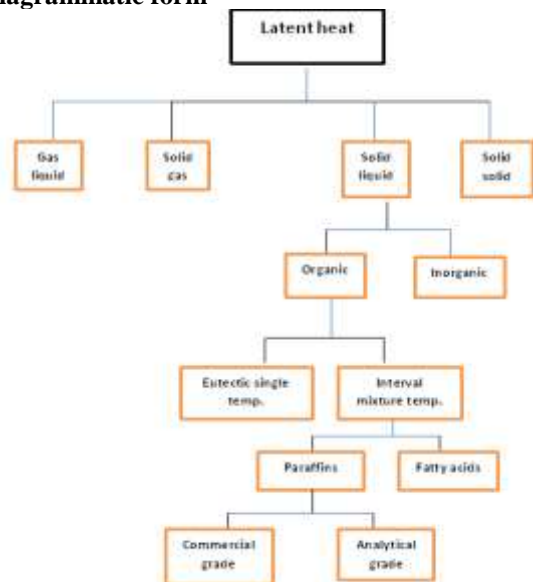 diagrammatic form
Latent heat
Gas
liquid
Solid
gas
Solid
liquid
Solid
solid
Organic
Inorganic
Eutectic single
temp.
Interval
mixture temp.
Paraffins
Fatty acids
Commercial
grade
Analytical
grade